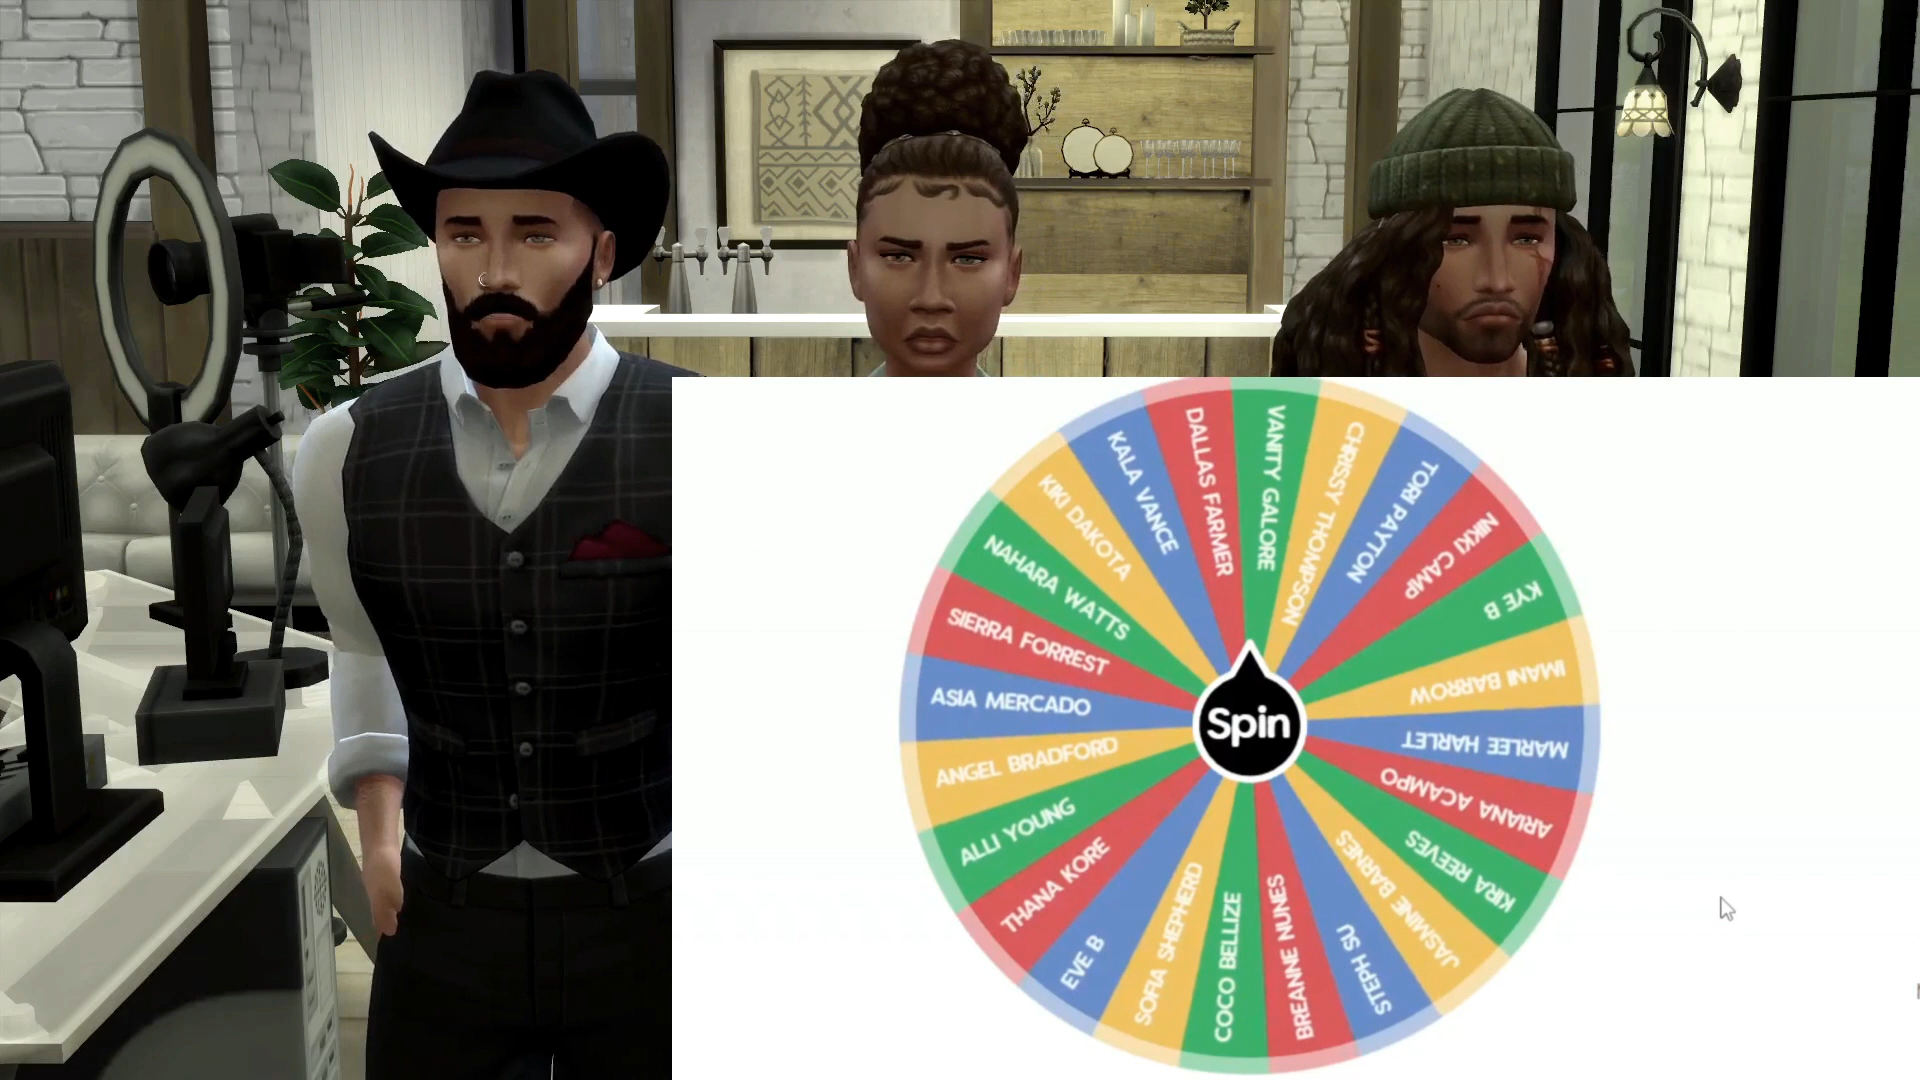 VANITY GALORE
CHRISSY THOMPSON
TORI PAYTON
NIKKI CAMP
KYE B
IMANI BARROW
MARLEE HARLET
ARIANA ACAMPO
KIRA REEVES
JASMINE BARNES
STEPH SU
BREANNE NUNES
COCO BELLIZE
SOFIA SHEPHERD
EVE B
THANA KORE
ALLI YOUNG
ANGEL BRADFORD
ASIA MERCADO
SIERRA FORREST
NAHARA WATTS
KIKI DAKOTA
KALA VANCE
DALLAS FARMER
Spin